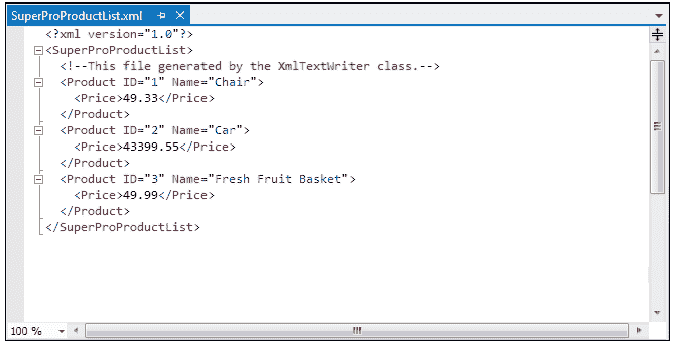 SuperProProductList.xml
<?xml version="1.0"?>
<SuperProProductList>
<!--This file generated by the XmlTextWriter class.-->
<Product ID="1" Name="Chair">
<Price>49.33</Price>
</Product>
<Product ID="2" Name="Car">
<Price>43399.55</Price>
</Product>
<Product ID="3" Name="Fresh Fruit Basket">
<Price>49.99</Price>
</Product>
</SuperProProductList>
100 %